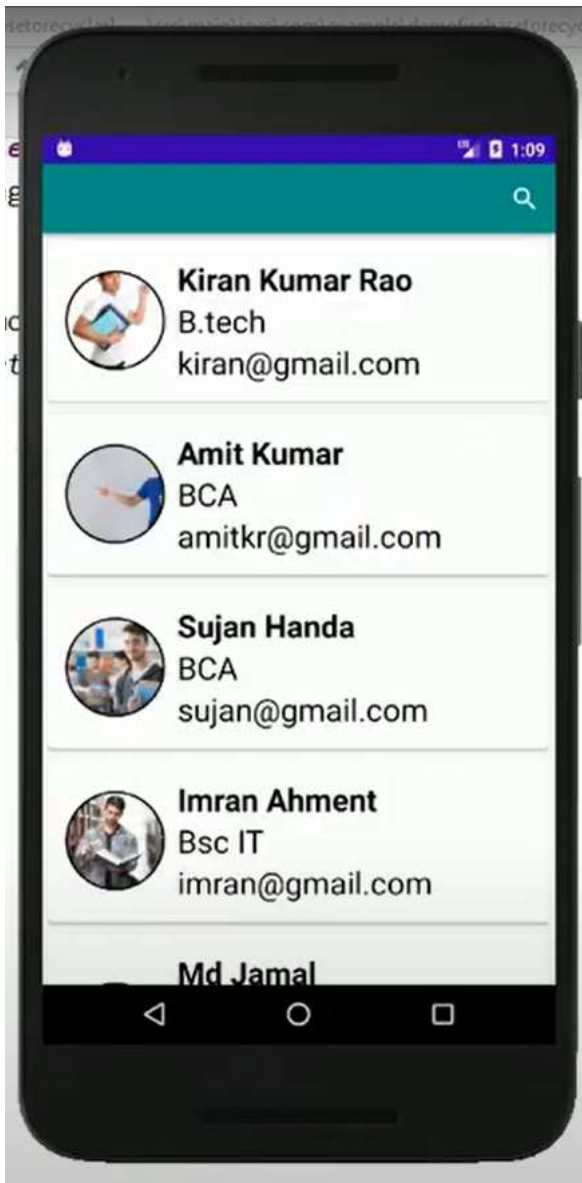 1:09
Kiran Kumar Rao
B.tech
kiran@gmail.com
Amit Kumar
BCA
amitkr@gmail.com
Sujan Handa
BCA
sujan@gmail.com
Imran Ahment
Bsc IT
imran@gmail.com
Md Jamal